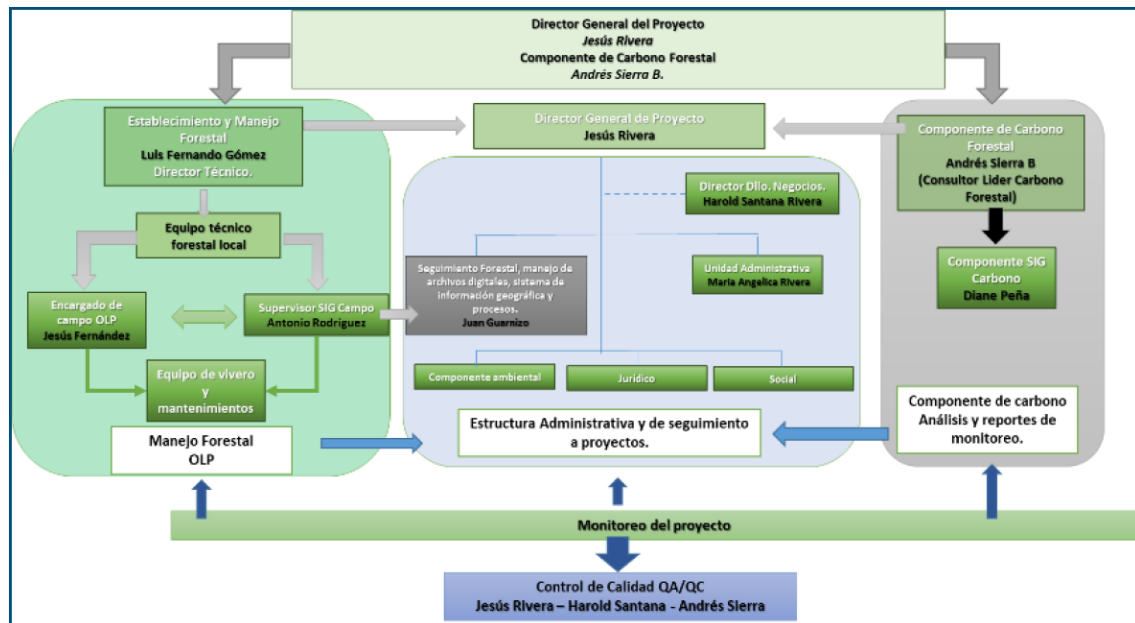 Director General del Proyecto
Jesús Rivera
Componente de Carbono Forestal
Andrés Sierra B.
Establecimiento y Manejo
Forestal
Luis Fernando Gómez
Director Técnico.
Equipo técnico
forestal local
Encargado de
campo OLP
Jesús Fernández
Supervisor SIG Campo
Antonio Rodriguez
Equipo de vivero
y
mantenimientos
Manejo Forestal
OLP
Director General de Proyecto
Jesús Rivera
Director Dllo. Negocios.
Harold Santana Rivera
Seguimiento Forestal, manejo de
archivos digitales, sistema de
información geográfica y
procesos.
Juan Guarnizo
Unidad Administrativa
Maria Angelica Rivera
Componente ambiental
Jurídico
Social
Estructura Administrativa y de seguimiento
a proyectos.
Componente de Carbono
Forestal
Andrés Sierra B
(Consultor Lider Carbono
Forestal)
Componente SIG
Carbono
Diane Peña
Componente de carbono
Análisis y reportes de
monitoreo.
Monitoreo del proyecto
Control de Calidad QA/QC
Jesús Rivera – Harold Santana - Andrés Sierra